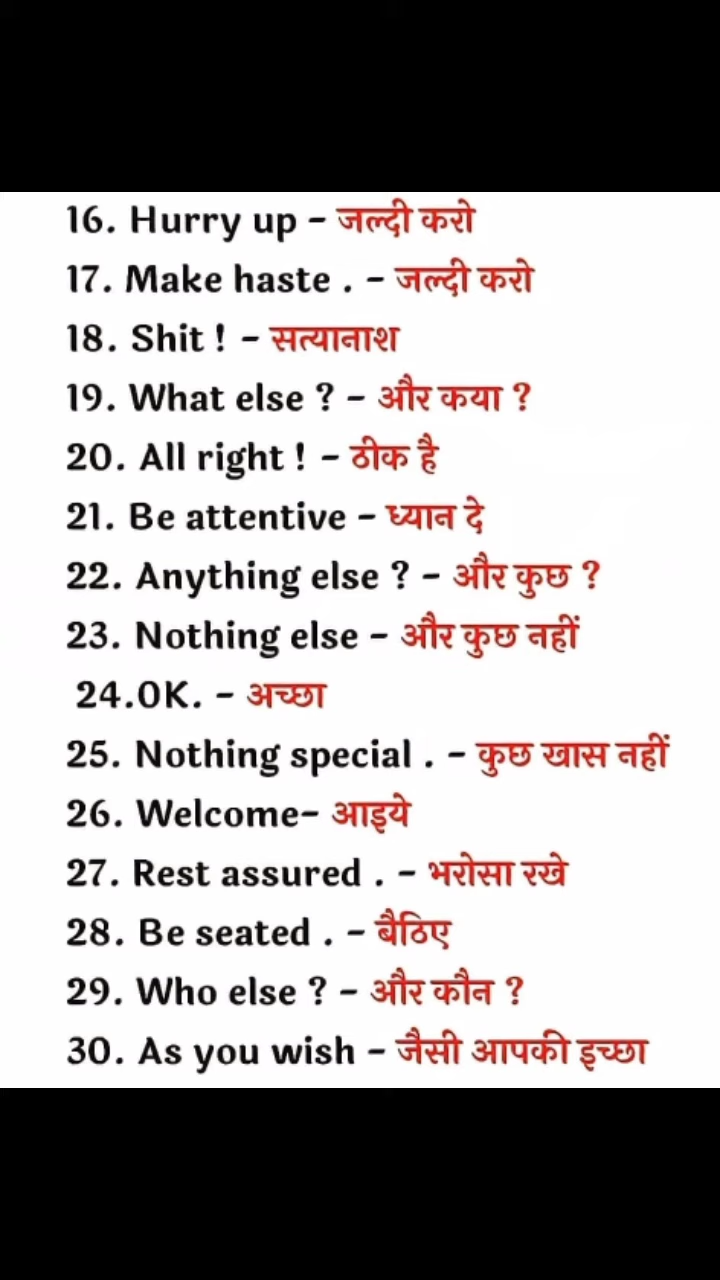 16. Hurry up - जल्दी करो
17. Make haste . - जल्दी करो
18. Shit ! - सत्यानाश
19. What else ? - और कया ?
20. All right ! - ठीक है
21. Be attentive - ध्यान दे
22. Anything else ? - और कुछ ?
23. Nothing else - और कुछ नहीं
24.OK. - अच्छा
25. Nothing special . - कुछ खास नहीं
26. Welcome- आइये
27. Rest assured . - भरोसा रखे
28. Be seated . - बैठिए
29. Who else ? - और कौन ?
30. As you wish - जैसी आपकी इच्छा